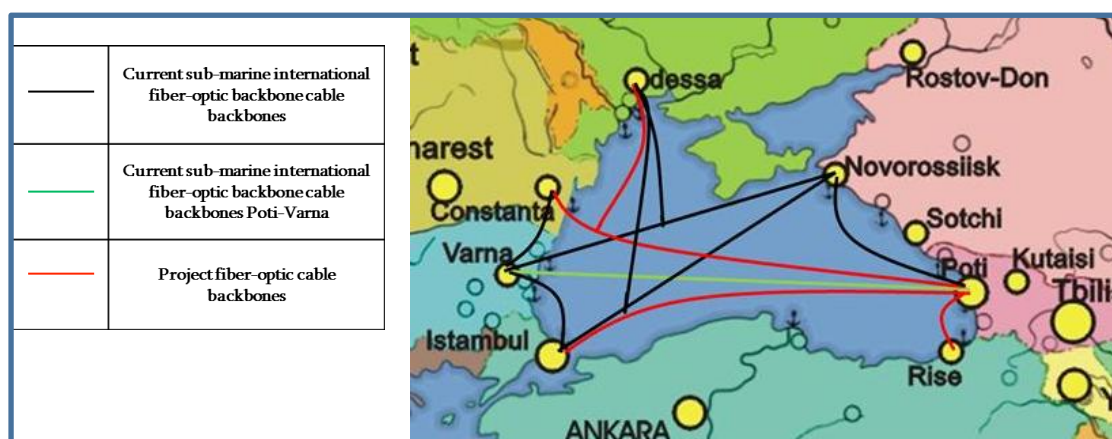 Current sub-marine international
fiber-optic backbone cable
backbones
Current sub-marine international
fiber-optic backbone cable
backbones Poti-Varna
Project fiber-optic cable
backbones
Odessa
Rostov-Don
harest
Novorossiisk
Constanta
Sotchi
Varna
Poti
Kutaisi
Tbilis
Istambul
Rise
ANKARA